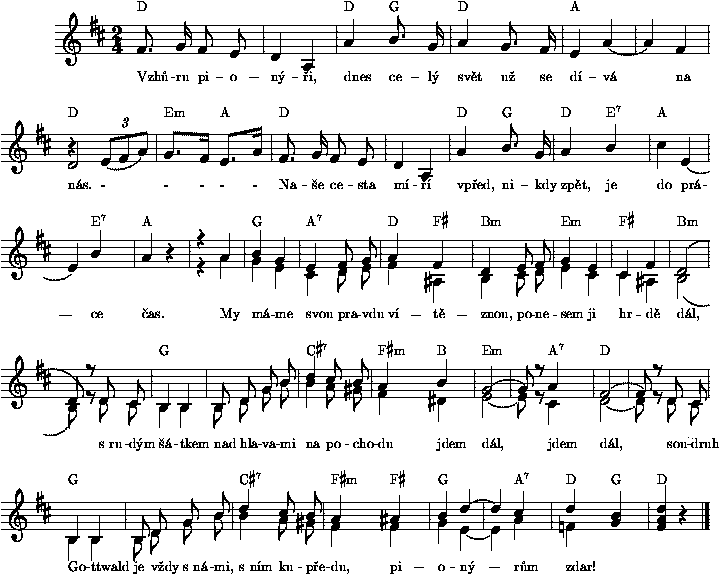 D D G D A
2 4
Vzhů-ru pi — o — ný-ři, dnes ce — lý svět už se dí — vá na
D Em A D D G D E7 A
3
nás. - - - - - - Na — še ce — sta mí — ří vpřed, ni — kdy zpět, je do prá-
E7 A G A7 D F♯ Bm Em F♯ Bm
— ce čas. My má-me svou pra-vdu ví — tě — znou, po-ne-sem ji hr — dě dál,
G C♯7 F♯m B Em A7 D
s ru-dým šá-tkem nad hla-va-mi na po-cho-du jdem dál, jdem dál, sou-druh
G C♯7 F♯m F♯ G A7 D G D
Go-ttwald je vždy s ná-mi, s ním ku-pře-du, pi — o — ný — rům zdar!